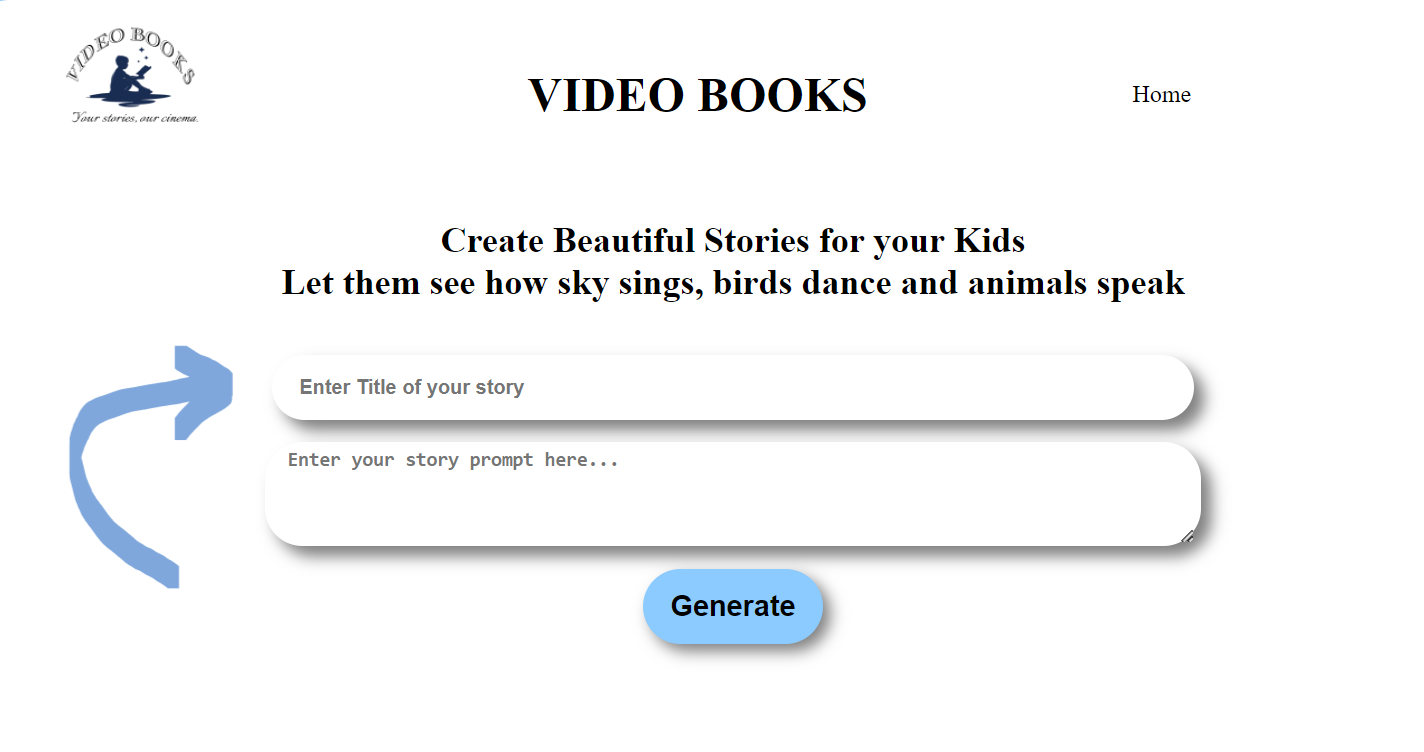 VIDEO BOOKS
Your stories, our cinema.
VIDEO BOOKS
Home
Create Beautiful Stories for your Kids
Let them see how sky sings, birds dance and animals speak
Enter Title of your story
Enter your story prompt here...
Generate